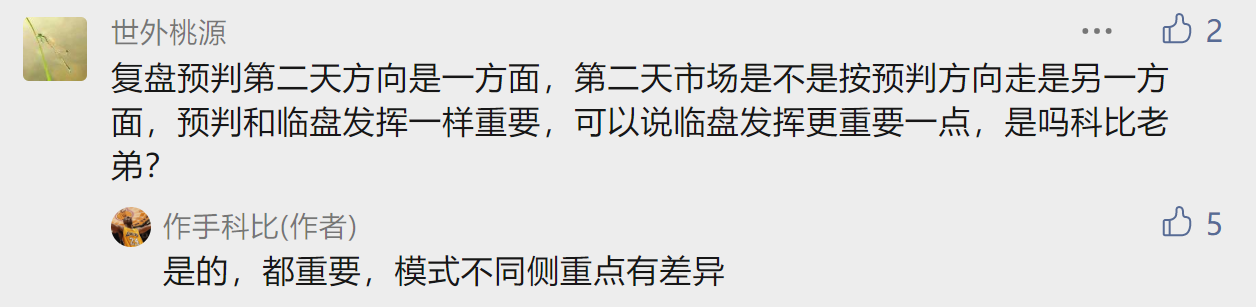 世外桃源
2
复盘预判第二天方向是一方面，第二天市场是不是按预判方向走是另一方
面，预判和临盘发挥一样重要，可以说临盘发挥更重要一点，是吗科比老
弟？
作手科比(作者)
5
是的，都重要，模式不同侧重点有差异